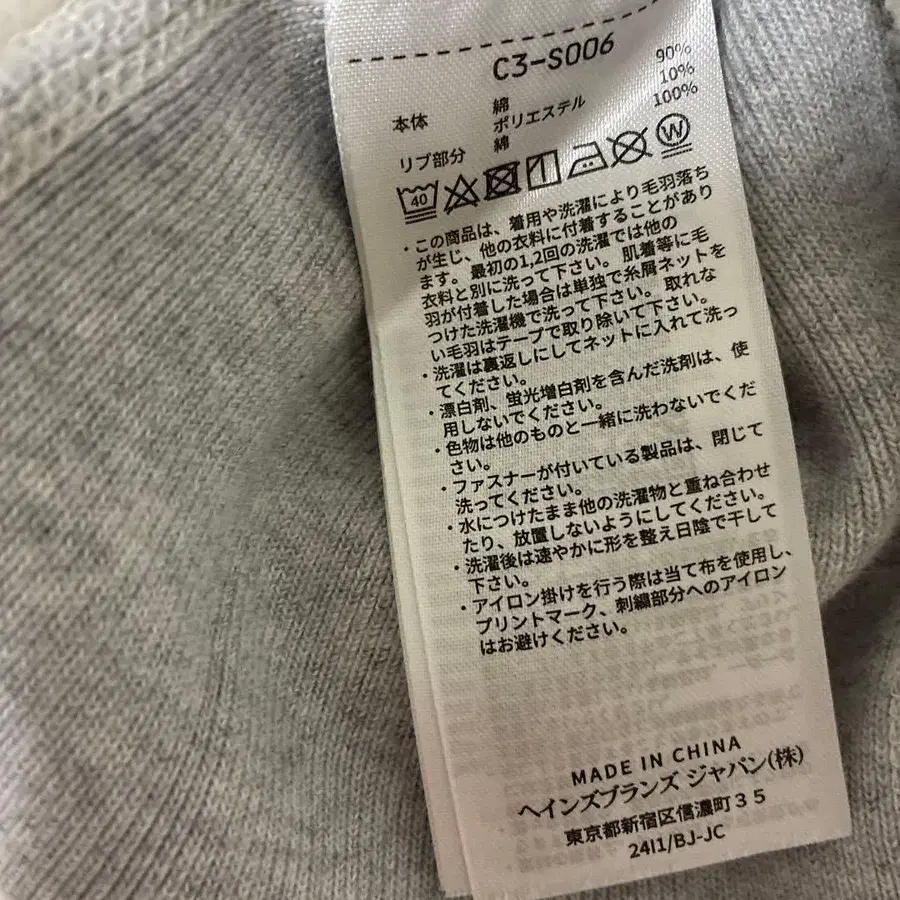 C3-S006
本体 綿 90%
ポリエステル 10%
リブ部分 綿 100%
40 W
・この商品は、着用や洗濯により毛羽落ち
が生じ、他の衣料に付着することがあり
ます。最初の1,2回の洗濯では他の
衣料と別に洗って下さい。肌着等に毛
羽が付着した場合は単独で糸屑ネットを
つけた洗濯機で洗って下さい。取れな
い毛羽はテープで取り除いて下さい。
・洗濯は裏返しにしてネットに入れて洗っ
てください。
・漂白剤、蛍光増白剤を含んだ洗剤は、使
用しないでください。
・色物は他のものと一緒に洗わないでくだ
さい。
・ファスナーが付いている製品は、閉じて
洗ってください。
・水につけたまま他の洗濯物と重ね合わせ
たり、放置しないようにしてください。
・洗濯後は速やかに形を整え日陰で干して
下さい。
・アイロン掛けを行う際は当て布を使用し、
プリントマーク、刺繍部分へのアイロン
はお避けください。
MADE IN CHINA
ヘインズブランズ ジャパン(株)
東京都新宿区信濃町35
24I1/BJ-JC